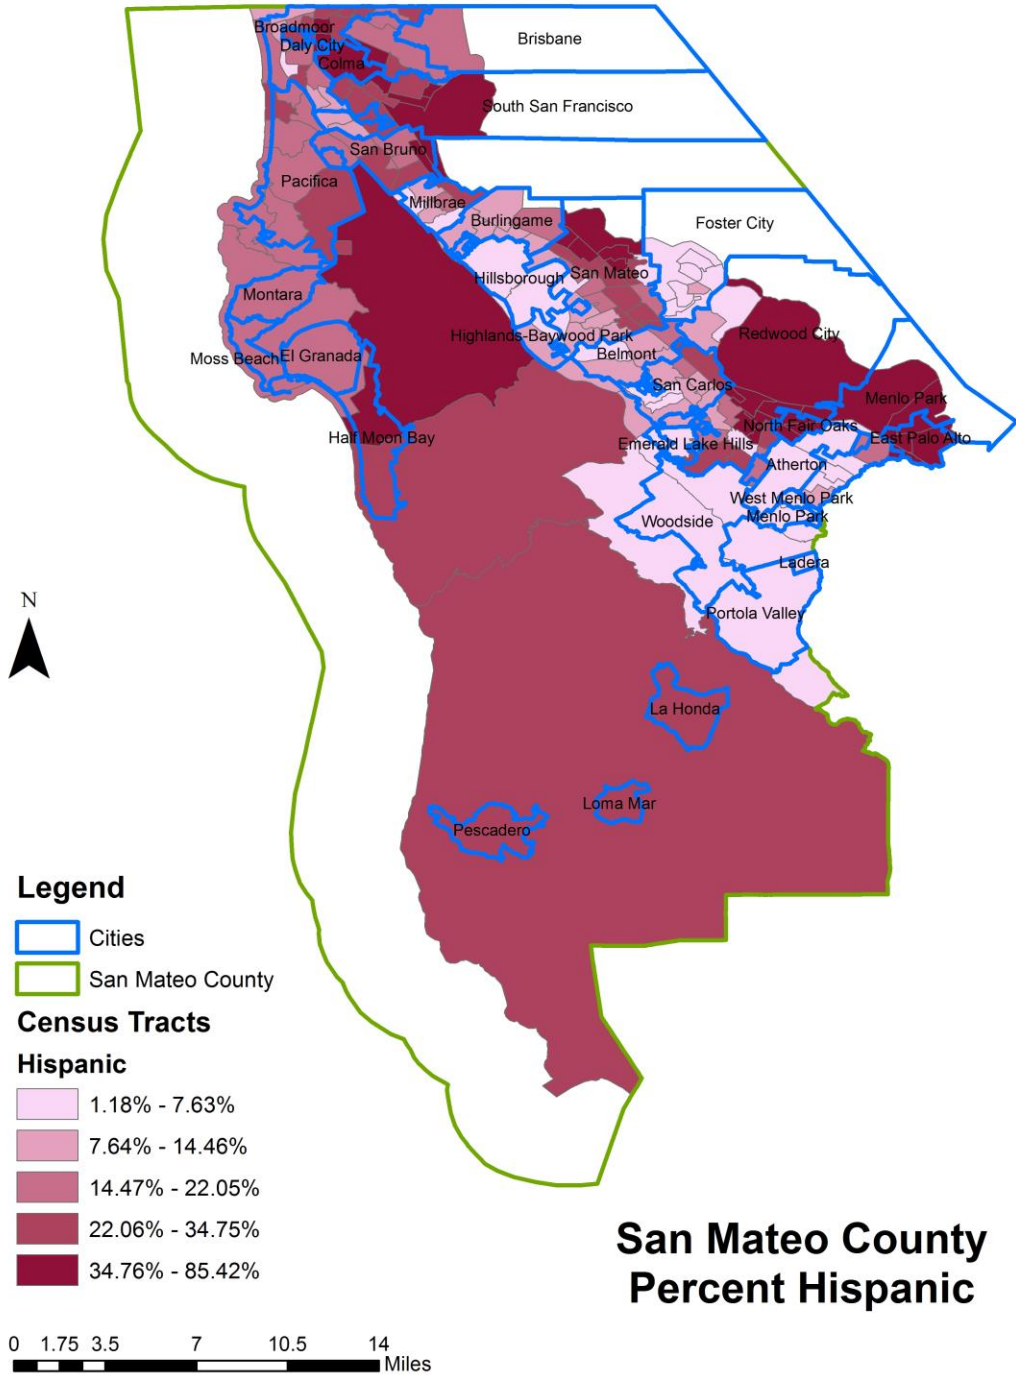 Broadmoor
Daly City
Colma
Brisbane
South San Francisco
San Bruno
Pacifica
Millbrae
Burlingame
Foster City
San Mateo
Hillsborough
Montara
Highlands-Baywood Park
Redwood City
Moss Beach
El Granada
Belmont
San Carlos
Menlo Park
Half Moon Bay
North Fair Oaks
East Palo Alto
Emerald Lake Hills
Atherton
West Menlo Park
Menlo Park
Woodside
Ladera
N
Portola Valley
La Honda
Loma Mar
Pescadero
Legend
Cities
San Mateo County
Census Tracts
Hispanic
1.18% - 7.63%
7.64% - 14.46%
14.47% - 22.05%
22.06% - 34.75%
34.76% - 85.42%
San Mateo County
Percent Hispanic
0 1.75 3.5 7 10.5 14
Miles